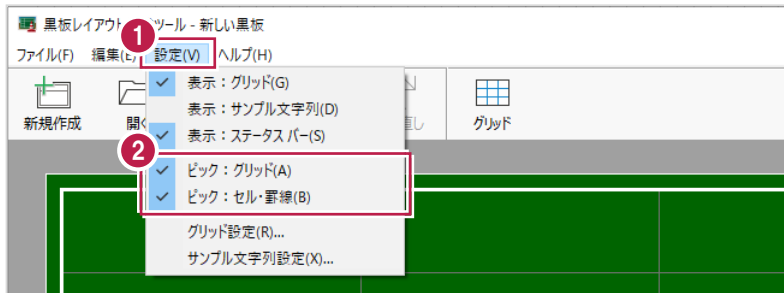 黒板レイアウト ツール - 新しい黒板
1
ファイル(F) 編集(E) 設定(V) ヘルプ(H)
新規作成 開く 直し グリッド
✓ 表示:グリッド(G)
表示:サンプル文字列(D)
✓ 表示:ステータス バー(S)
2
✓ ピック:グリッド(A)
✓ ピック:セル・罫線(B)
グリッド設定(R)...
サンプル文字列設定(X)...